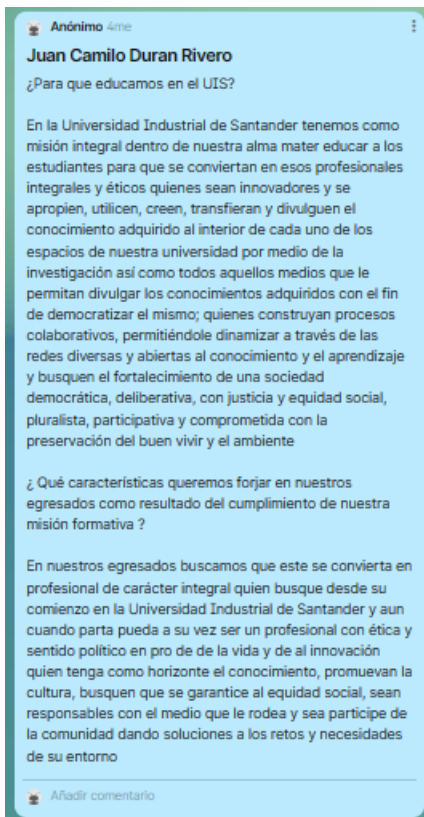 Anónimo 4me
Juan Camilo Duran Rivero
¿Para que educamos en el UIS?
En la Universidad Industrial de Santander tenemos como
misión integral dentro de nuestra alma mater educar a los
estudiantes para que se conviertan en esos profesionales
integrales y éticos quienes sean innovadores y se
apropien, utilicen, creen, transfieran y divulguen el
conocimiento adquirido al interior de cada uno de los
espacios de nuestra universidad por medio de la
investigación así como todos aquellos medios que le
permitan divulgar los conocimientos adquiridos con el fin
de democratizar el mismo; quienes construyan procesos
colaborativos, permitiéndole dinamizar a través de las
redes diversas y abiertas al conocimiento y el aprendizaje
y busquen el fortalecimiento de una sociedad
democrática, deliberativa, con justicia y equidad social,
pluralista, participativa y comprometida con la
preservación del buen vivir y el ambiente
¿ Qué características queremos forjar en nuestros
egresados como resultado del cumplimiento de nuestra
misión formativa ?
En nuestros egresados buscamos que este se convierta en
profesional de carácter integral quien busque desde su
comienzo en la Universidad Industrial de Santander y aun
cuando parta pueda a su vez ser un profesional con ética y
sentido político en pro de de la vida y de al innovación
quien tenga como horizonte el conocimiento, promuevan la
cultura, busquen que se garantice al equidad social, sean
responsables con el medio que le rodea y sea participe de
la comunidad dando soluciones a los retos y necesidades
de su entorno
Añadir comentario